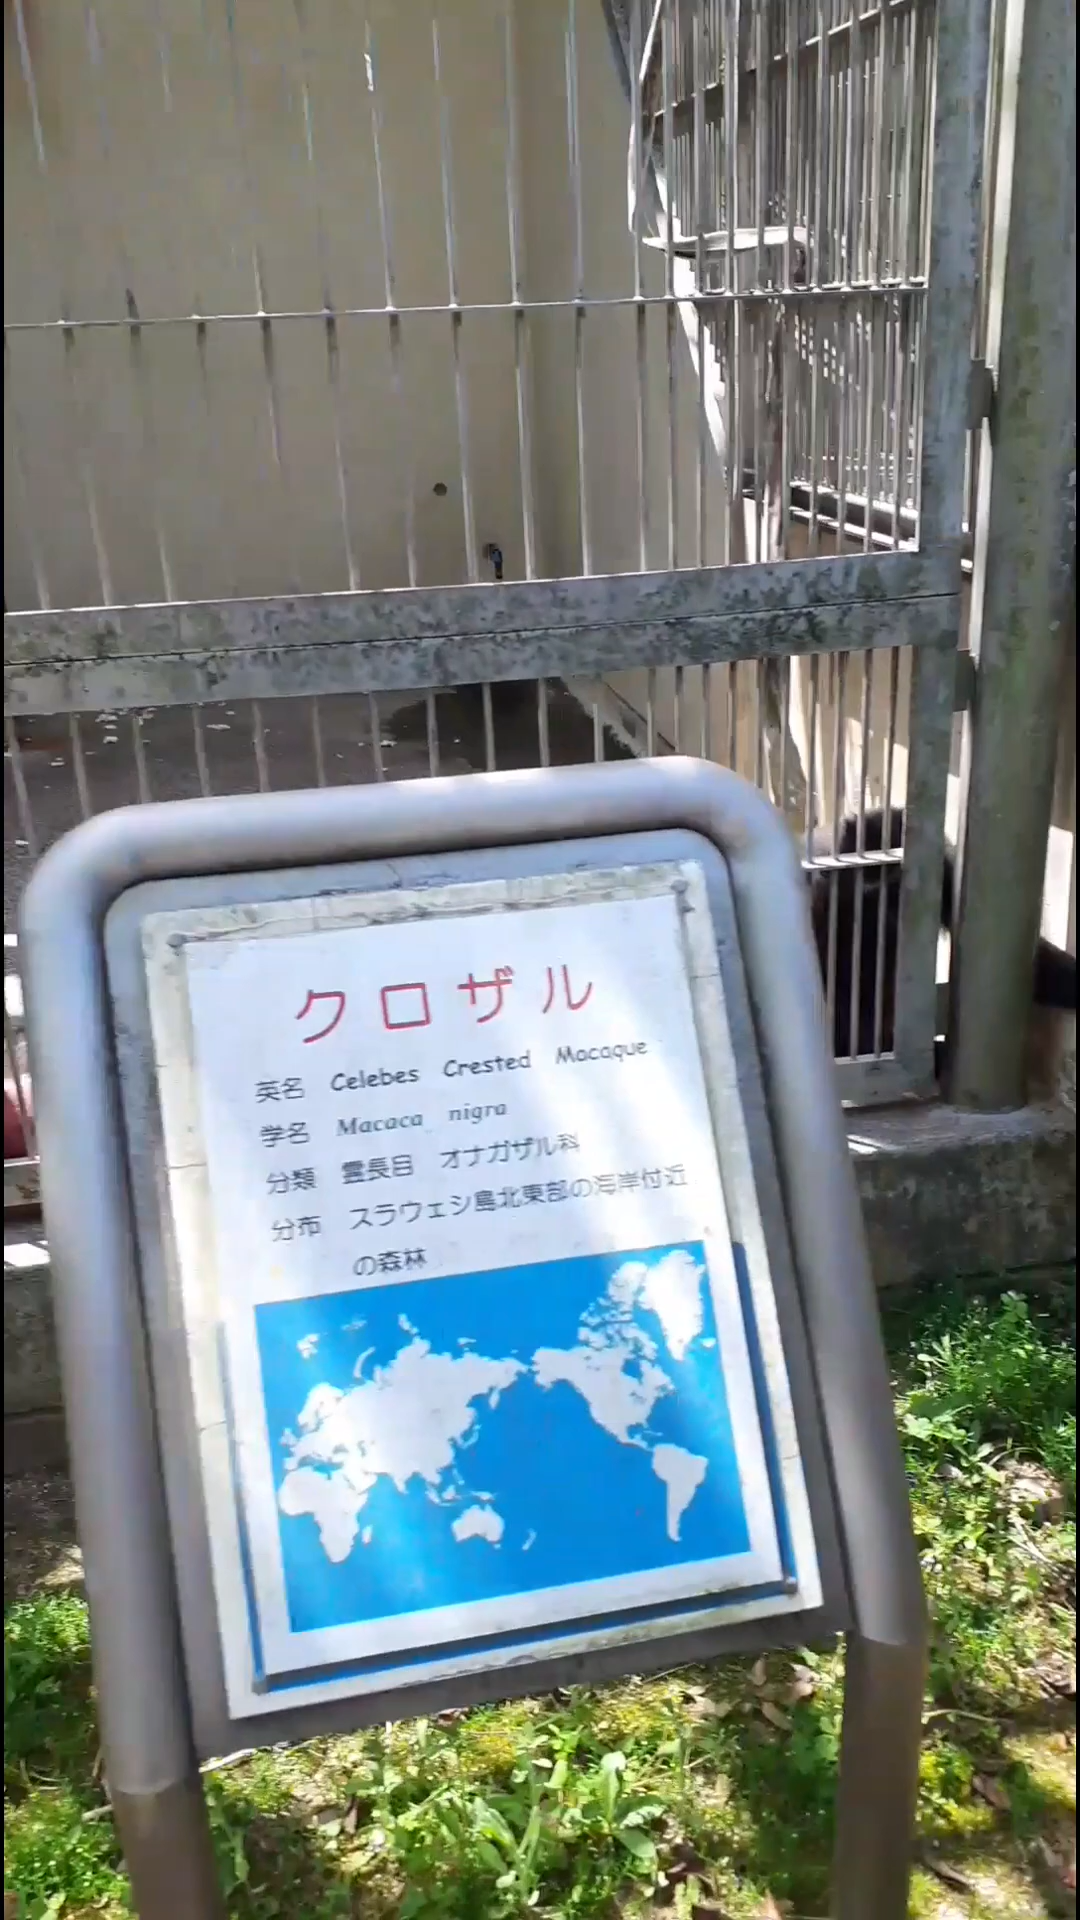 クロザル
英名 Celebes Crested Macaque
学名 Macaca nigra
分類 霊長目 オナガザル科
分布 スラウェシ島北東部の海岸付近
の森林